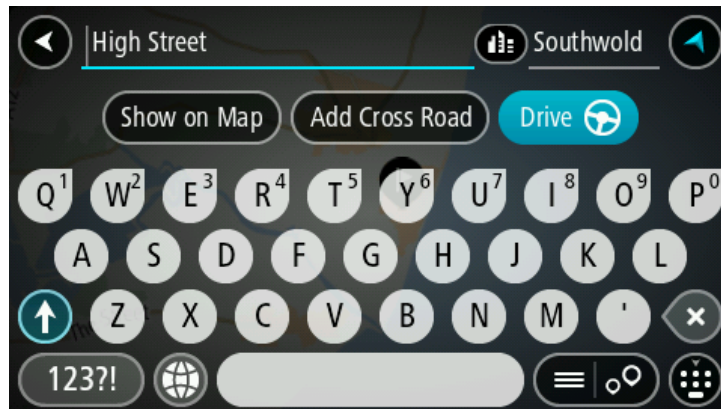 High Street Southwold
Show on Map Add Cross Road Drive
Q1 W2 E3 R4 T5 Y6 U7 I8 O9 P0
A S D F G H J K L
Z X C V B N M '
123?!